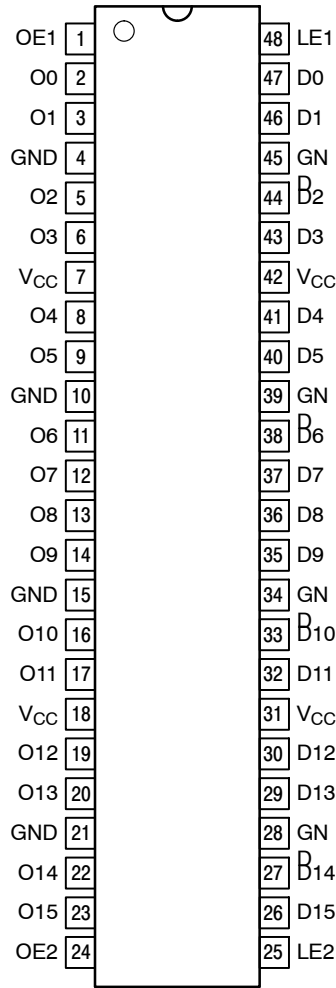 OE1 1 48 LE1
O0 2 47 D0
O1 3 46 D1
GND 4 45 GN
D
O2 5 44 D2
O3 6 43 D3
VCC 7 42 VCC
O4 8 41 D4
O5 9 40 D5
GND 10 39 GN
D
O6 11 38 D6
O7 12 37 D7
O8 13 36 D8
O9 14 35 D9
GND 15 34 GN
D
O10 16 33 D10
O11 17 32 D11
VCC 18 31 VCC
O12 19 30 D12
O13 20 29 D13
GND 21 28 GN
D
O14 22 27 D14
O15 23 26 D15
OE2 24 25 LE2